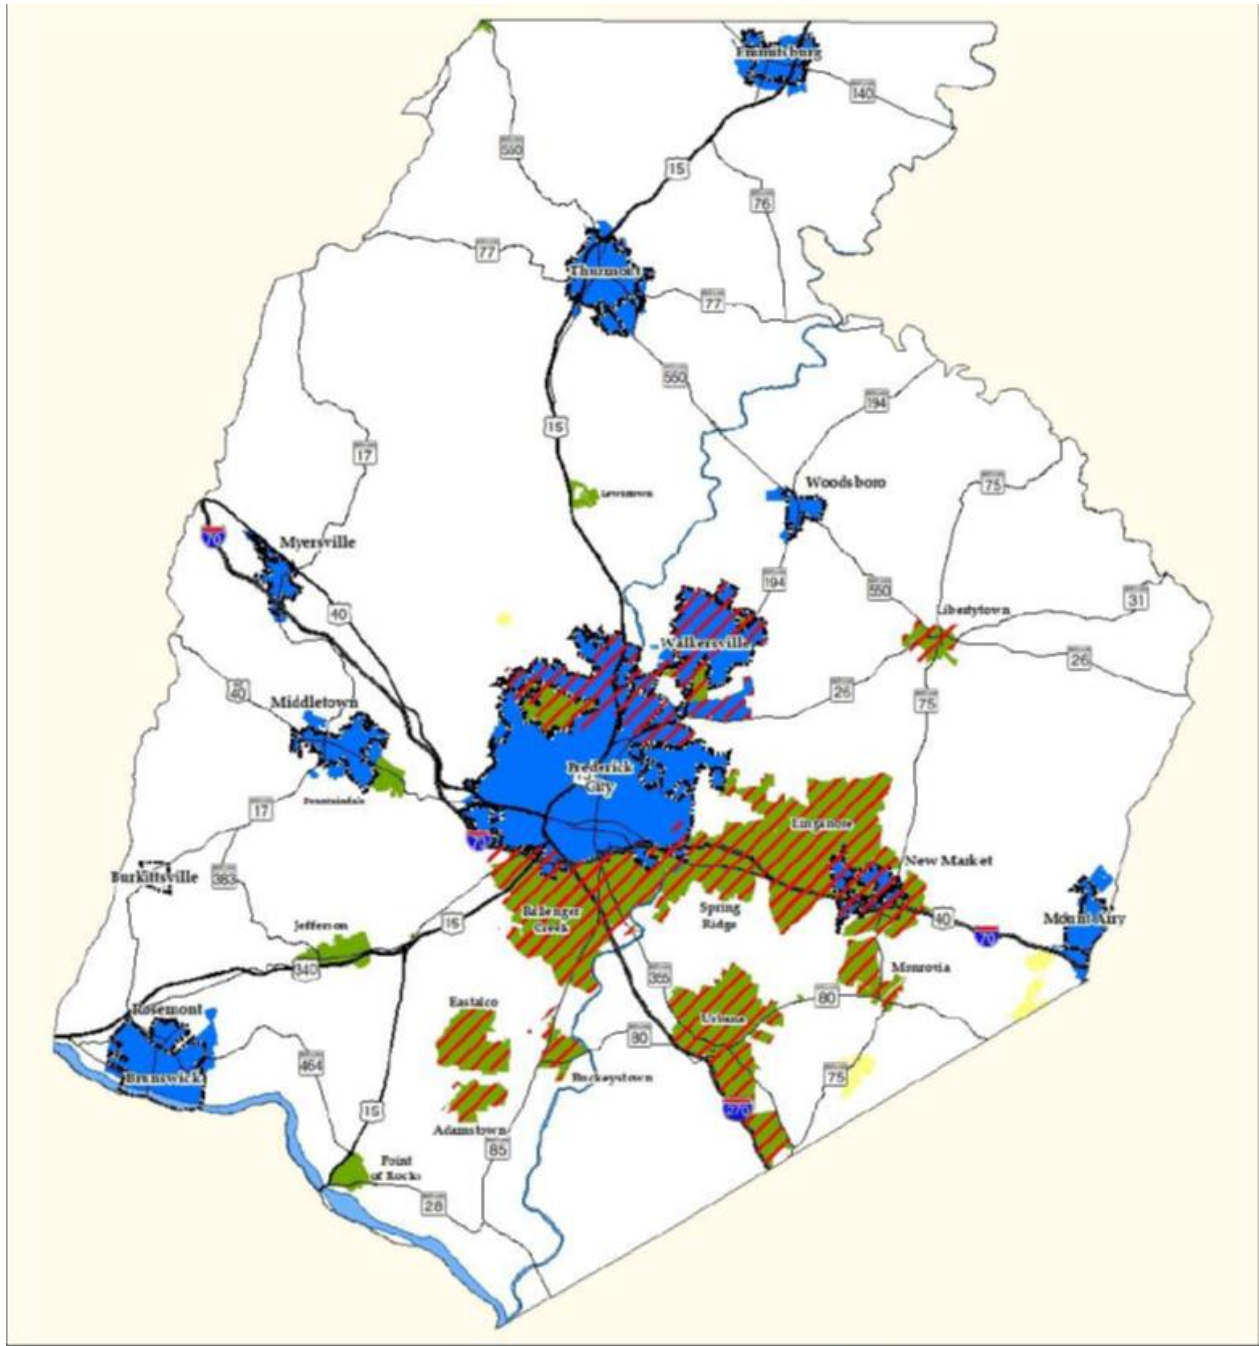 Emmitsburg
140
550
15
76
77
Thurmont
77
550
194
15
17
75
Woodsboro
Lewistown
70
Myersville
194
550
31
40
Libertytown
Walkersville
26
40
26
Middletown
75
Frederick
City
Fountaindale
17
Linganore
70
New Market
383
Burkittsville
Spring
Ridge
Ballenger
Creek
15
40
Mount Airy
70
Jefferson
340
355
Monrovia
80
Rosemont
Eastalco
Urbana
80
464
Buckeystown
75
Brunswick
15
270
Adamstown
85
Point
of Rocks
28